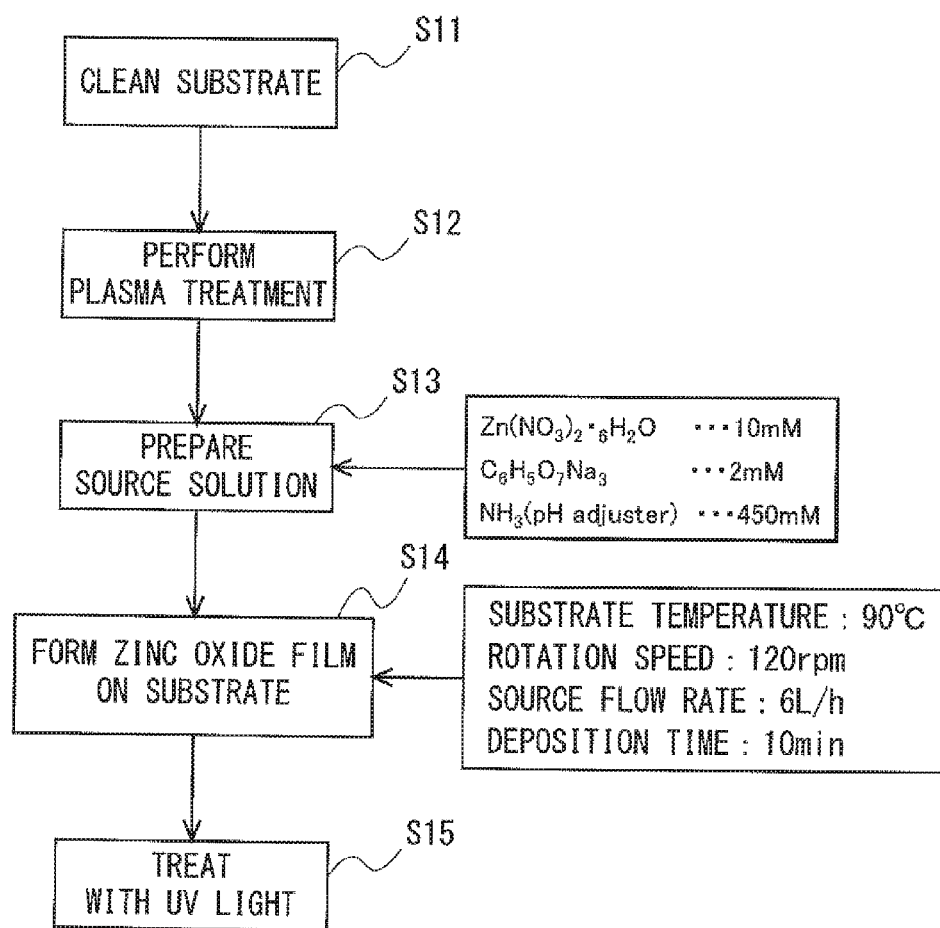 S11
CLEAN SUBSTRATE
S12
PERFORM
PLASMA TREATMENT
S13
PREPARE
SOURCE SOLUTION
Zn(NO₃)₂・₆H₂O ・・・10mM
C₆H₅O₇Na₃ ・・・2mM
NH₃(pH adjuster) ・・・450mM
S14
FORM ZINC OXIDE FILM
ON SUBSTRATE
SUBSTRATE TEMPERATURE : 90℃
ROTATION SPEED : 120rpm
SOURCE FLOW RATE : 6L/h
DEPOSITION TIME : 10min
S15
TREAT
WITH UV LIGHT